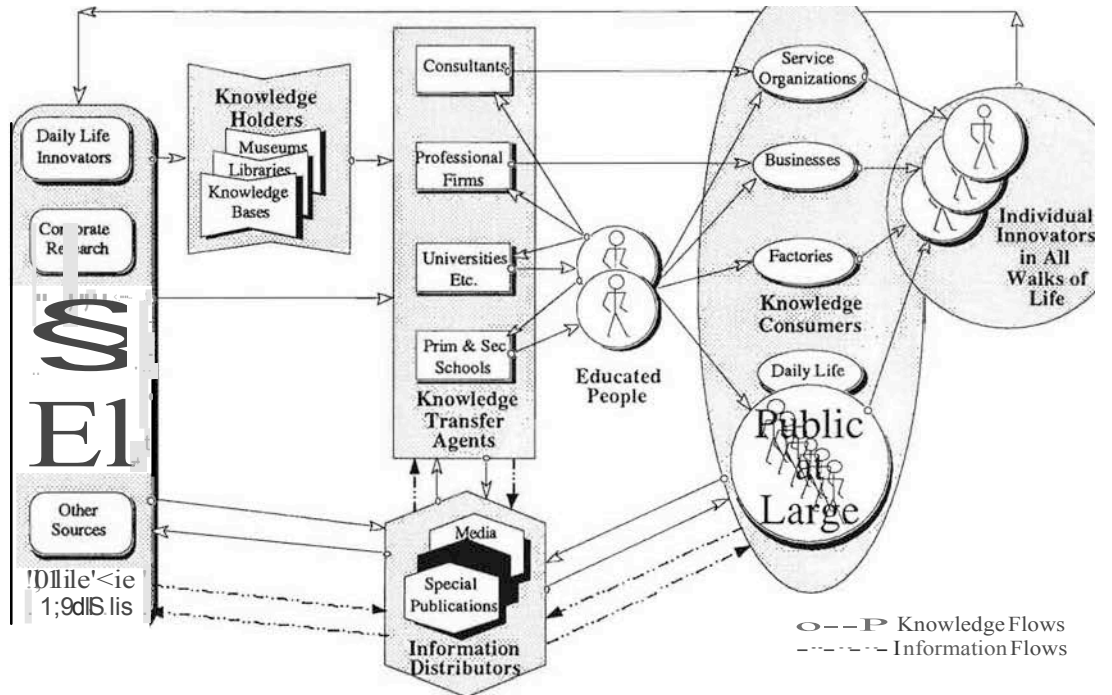 Daily Life
Innovators
Corporate
Research
§
El
Other
Sources
Knowledge
Holders
Museums
Libraries
Knowledge
Bases
Consultants
Professional
Firms
Universities
Etc.
Prim & Sec
Schools
Knowledge
Transfer
Agents
Media
Special
Publications
Information
Distributors
Educated
People
Service
Organizations
Businesses
Factories
Knowledge
Consumers
Daily Life
Public
at
Large
Individual
Innovators
in All
Walks of
Life
O--P Knowledge Flows
Information Flows